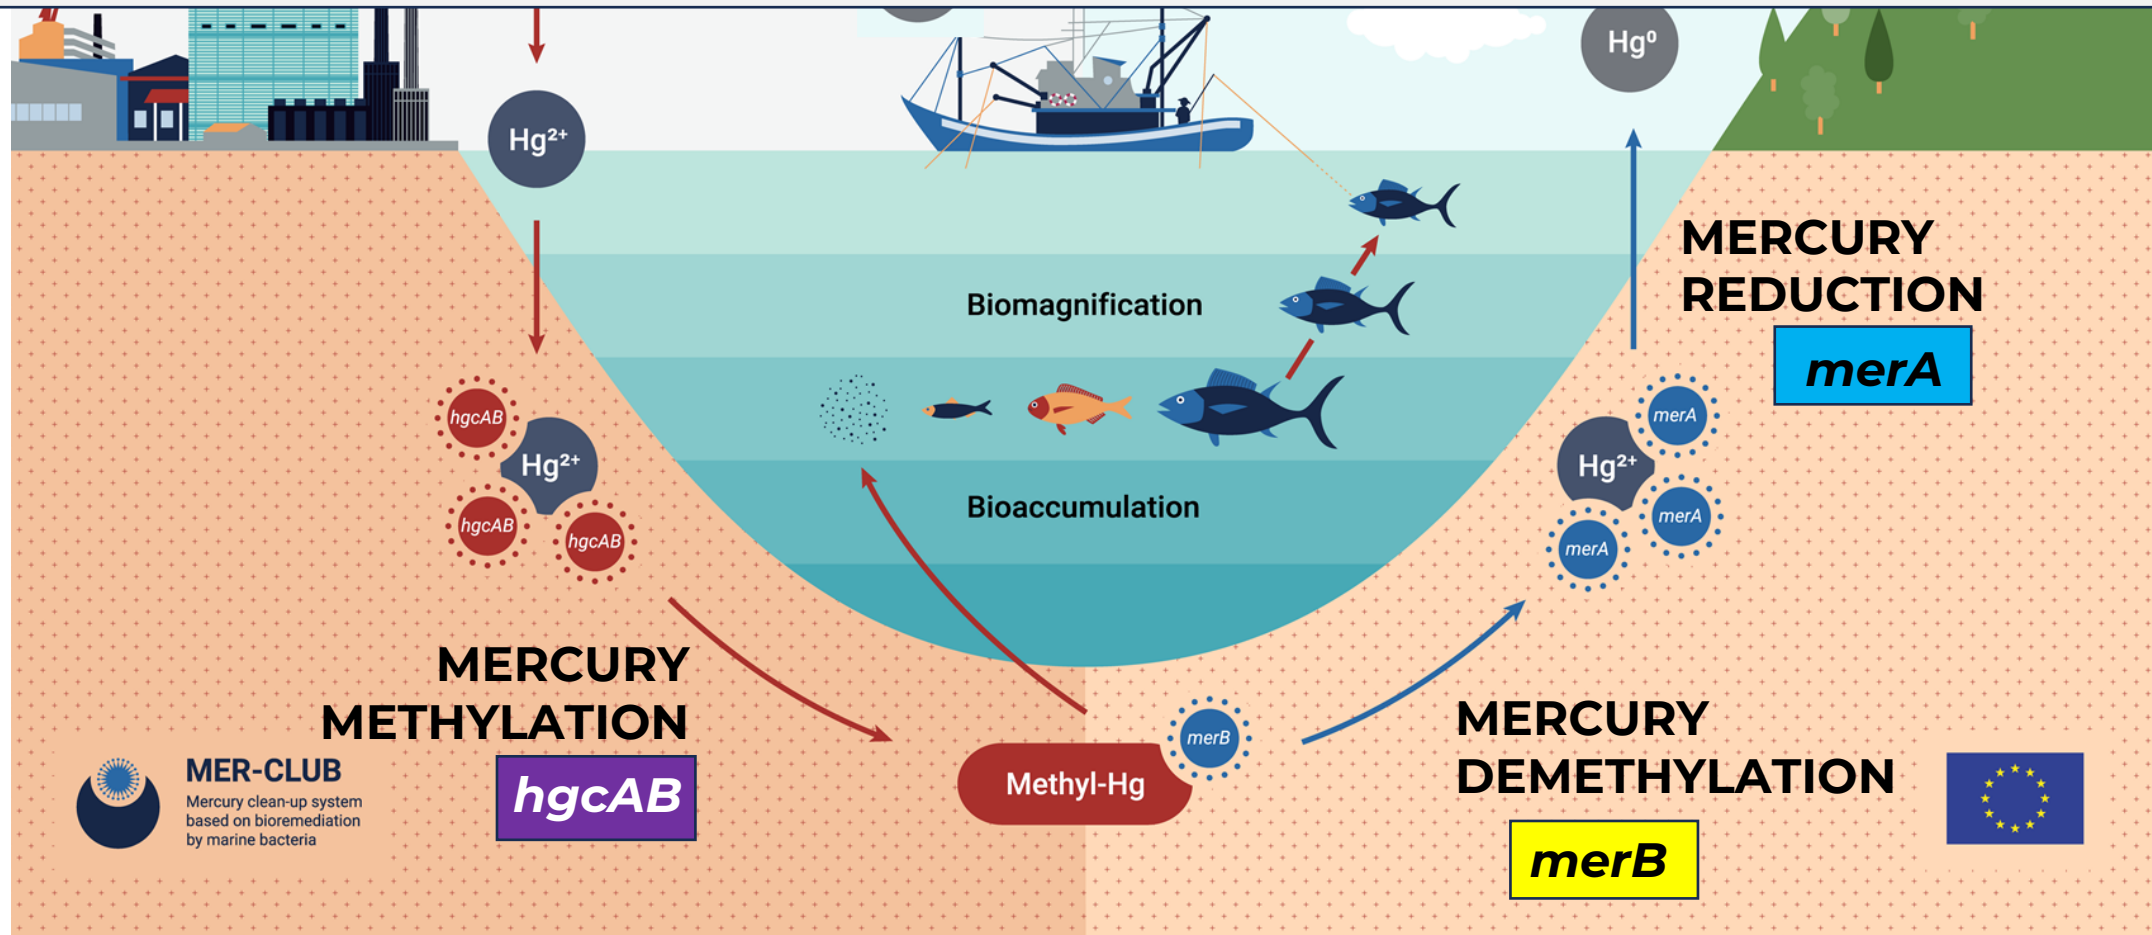 Hg⁰
Hg²⁺
MERCURY
REDUCTION
merA
Biomagnification
hgcAB
Hg²⁺
hgcAB
hgcAB
Bioaccumulation
merA
Hg²⁺
merA
merA
MERCURY
METHYLATION
hgcAB
merB
Methyl-Hg
MERCURY
DEMETHYLATION
merB
MER-CLUB
Mercury clean-up system
based on bioremediation
by marine bacteria